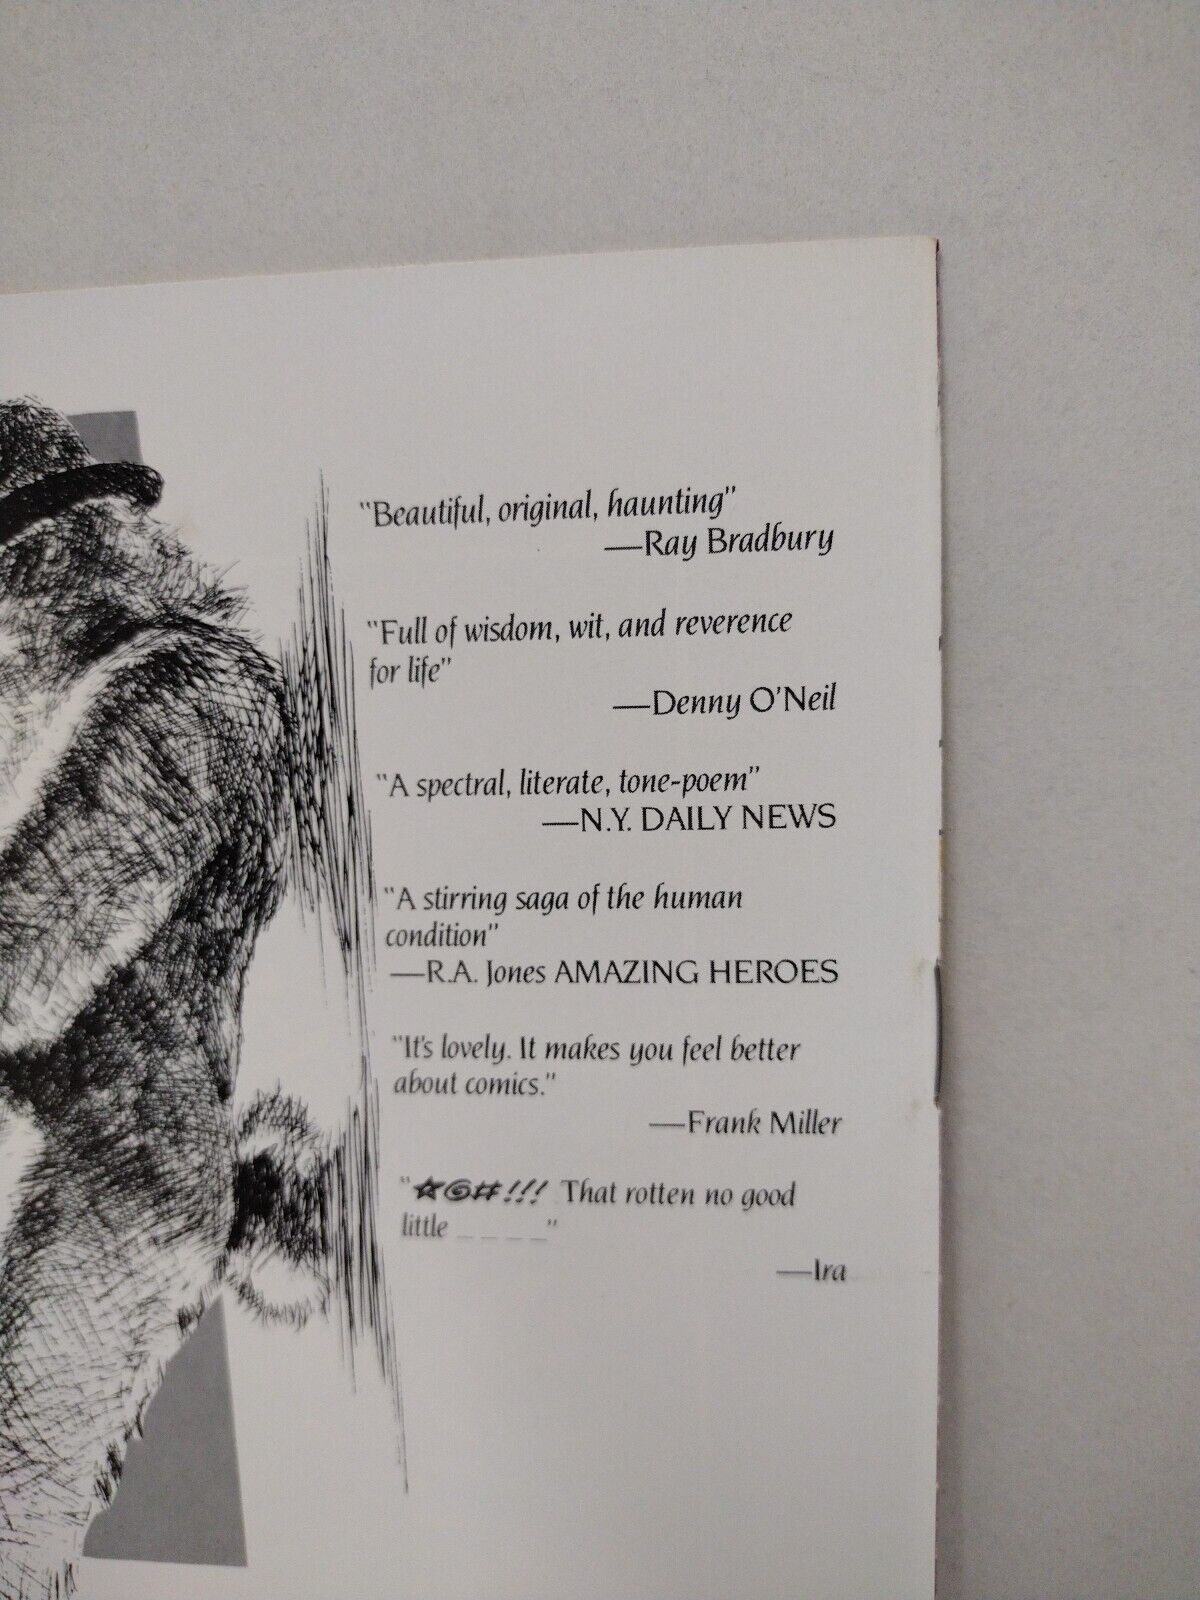 "Beautiful, original, haunting"
—Ray Bradbury
"Full of wisdom, wit, and reverence
for life"
—Denny O'Neil
"A spectral, literate, tone-poem"
—N.Y. DAILY NEWS
"A stirring saga of the human
condition"
—R.A. Jones AMAZING HEROES
"It's lovely. It makes you feel better
about comics."
—Frank Miller
"*@#!!! That rotten no good
little _ _ _ _"
—Ira